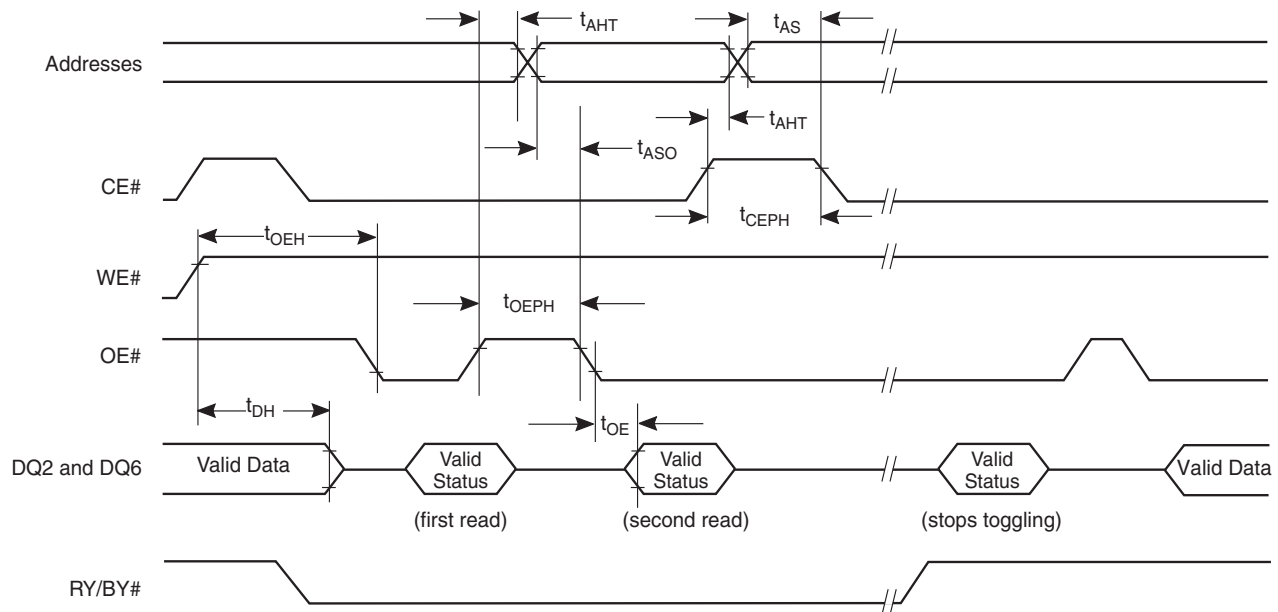 tAHT
tAS
Addresses
tAHT
tASO
CE#
tCEPH
tOEH
WE#
tOEPH
OE#
tDH
tOE
DQ2 and DQ6
Valid Data
Valid
Status
Valid
Status
Valid
Status
Valid Data
(first read)
(second read)
(stops toggling)
RY/BY#